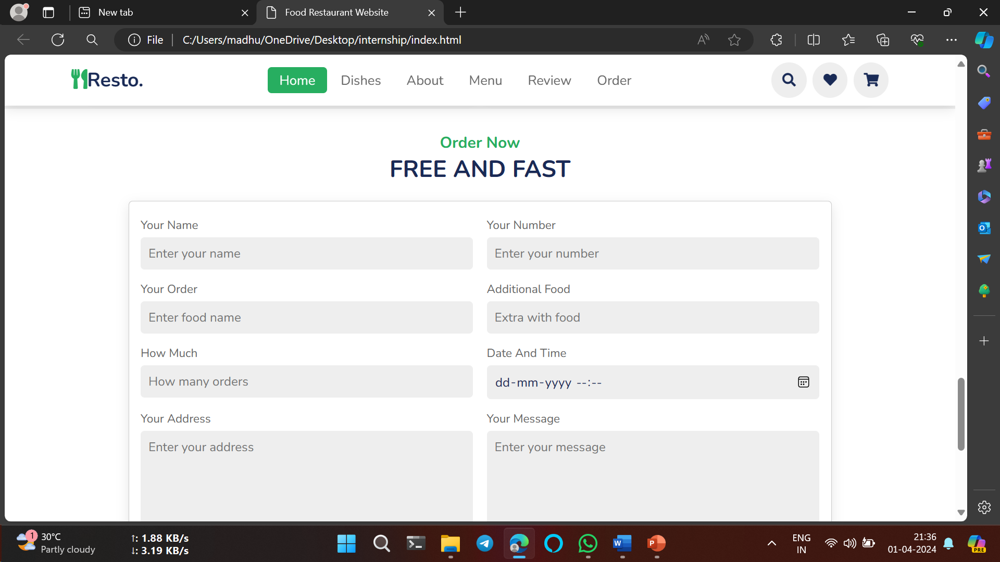 New tab
Food Restaurant Website
File
C:/Users/madhu/OneDrive/Desktop/internship/index.html
Resto.
Home Dishes About Menu Review Order
Order Now
FREE AND FAST
Your Name Your Number
Enter your name Enter your number
Your Order Additional Food
Enter food name Extra with food
How Much Date And Time
How many orders dd-mm-yyyy --:--
Your Address Your Message
Enter your address Enter your message
1
30°C
Partly cloudy
↑: 1.88 KB/s
↓: 3.19 KB/s
ENG
IN
21:36
01-04-2024
PRE